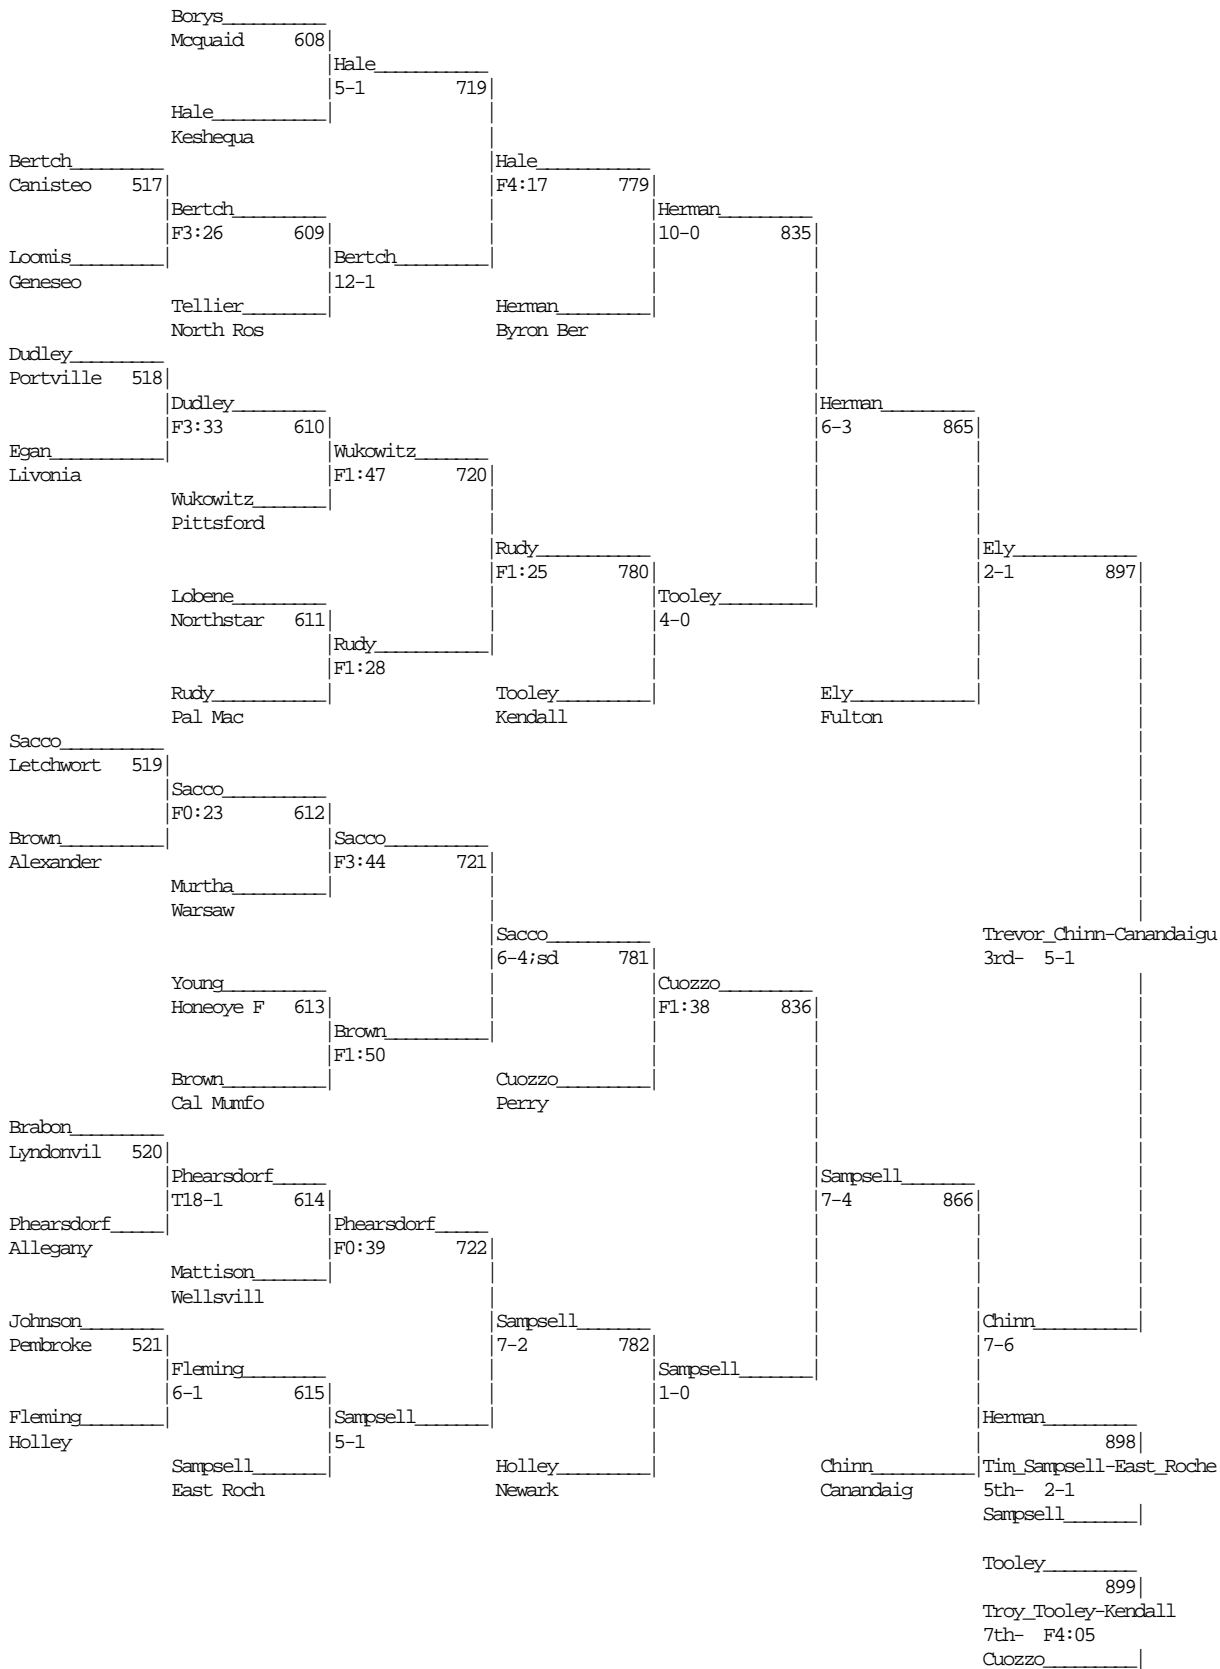 Borys
Mcquaid 608
Hale
5-1 719
Hale
Keshequa
Bertch Hale
Canisteo 517 F4:17 779
Bertch Herman
F3:26 609 10-0 835
Loomis Bertch
Geneseo 12-1
Tellier Herman
North Ros Byron Ber
Dudley
Portville 518
Dudley Herman
F3:33 610 6-3 865
Egan Wukowitz
Livonia F1:47 720
Wukowitz
Pittsford
Rudy Ely
F1:25 780 2-1 897
Lobene Tooley
Northstar 611 4-0
Rudy
F1:28
Rudy Tooley Ely
Pal Mac Kendall Fulton
Sacco
Letchwort 519
Sacco
F0:23 612
Brown Sacco
Alexander F3:44 721
Murtha
Warsaw
Sacco Trevor_Chinn-Canandaigu
6-4;sd 781 3rd- 5-1
Young Cuozzo
Honeoye F 613 F1:38 836
Brown
F1:50
Brown Cuozzo
Cal Mumfo Perry
Brabon
Lyndonvil 520
Phearsdorf Sampsell
T18-1 614 7-4 866
Phearsdorf Phearsdorf
Allegany F0:39 722
Mattison
Wellsvill
Johnson Sampsell Chinn
Pembroke 521 7-2 782 7-6
Fleming Sampsell
6-1 615 1-0
Fleming Sampsell Herman
Holley 5-1 898
Sampsell Holley Chinn Tim_Sampsell-East_Roche
East Roch Newark Canandaig 5th- 2-1
Sampsell
Tooley
899
Troy_Tooley-Kendall
7th- F4:05
Cuozzo